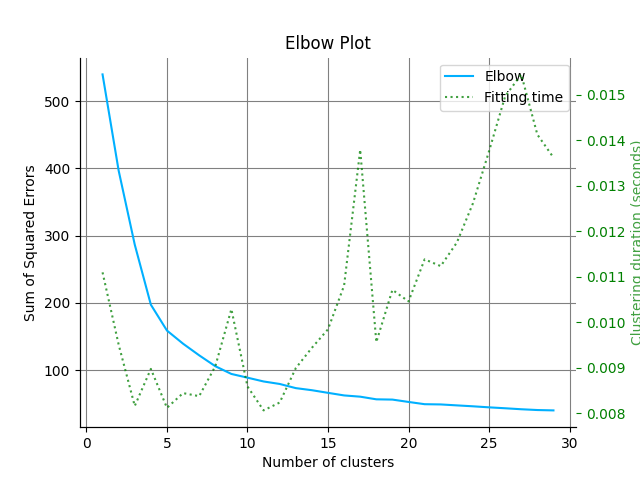 Elbow Plot
Elbow
Fitting time
Sum of Squared Errors
500
400
300
200
100
0.015
0.014
0.013
0.012
0.011
0.010
0.009
0.008
Clustering duration (seconds)
0 5 10 15 20 25 30
Number of clusters